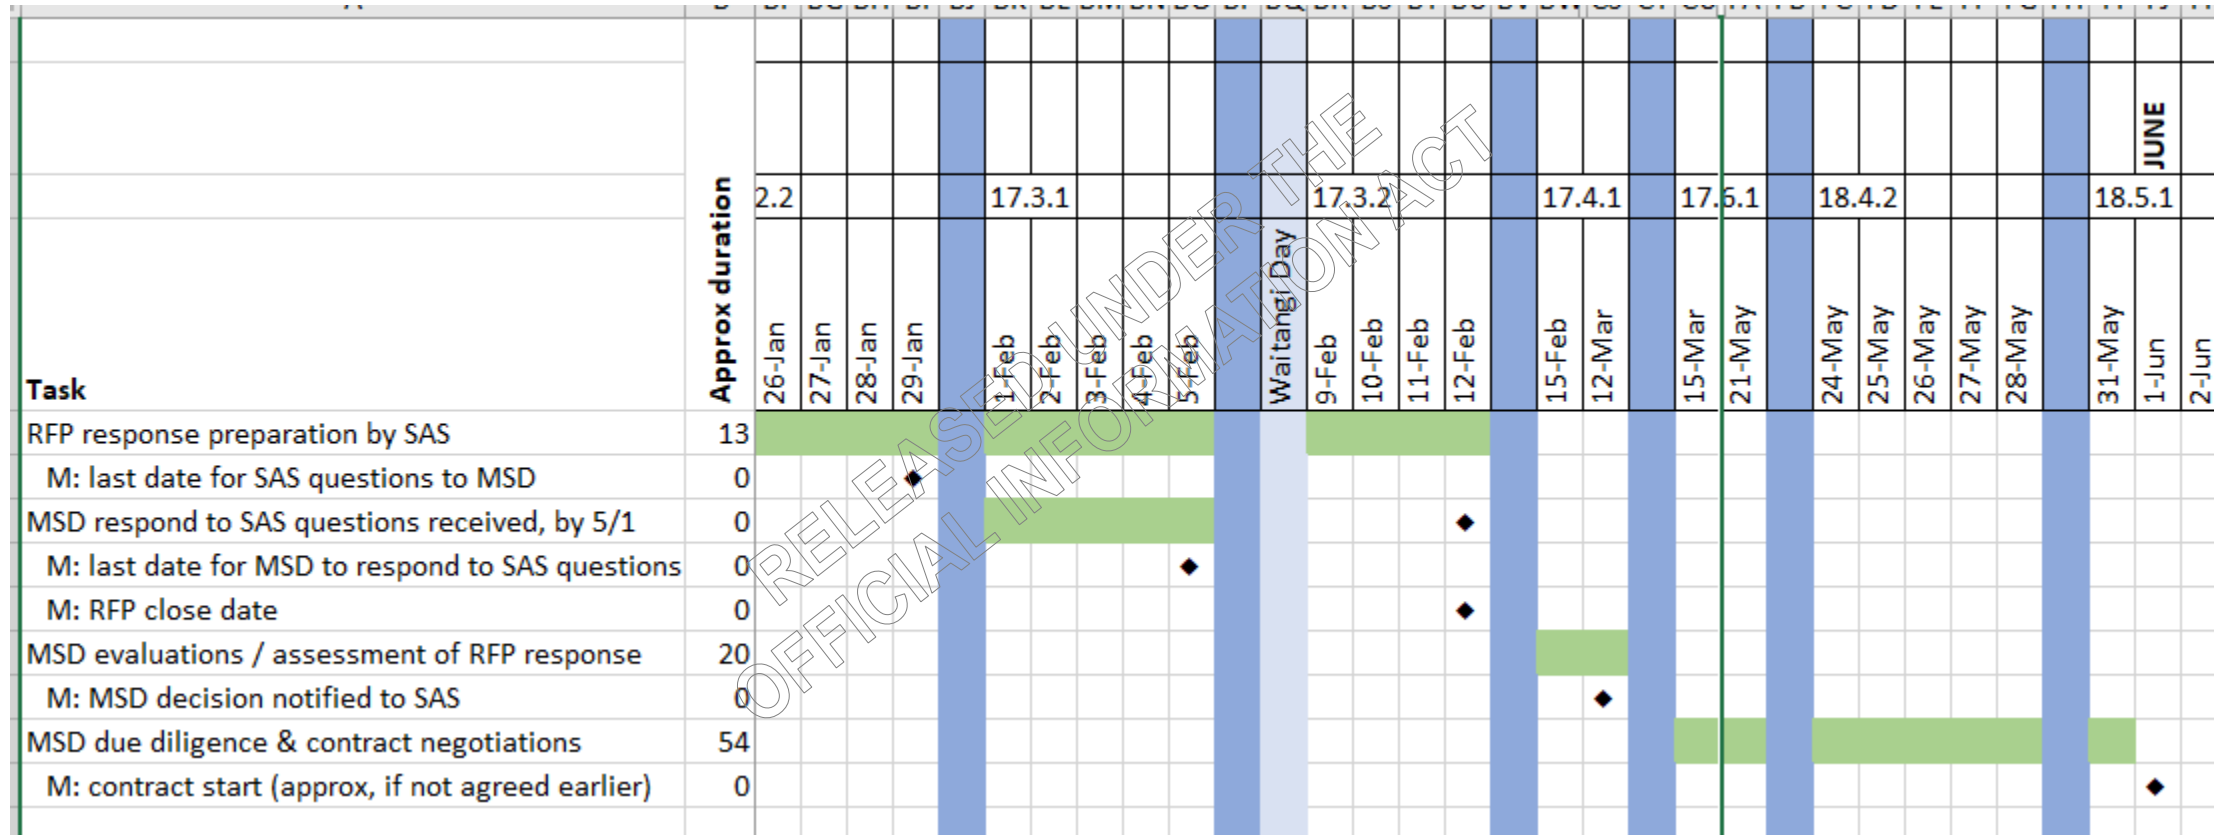 JUNE
2.2 17.3.1 17.3.2 17.4.1 17.6.1 18.4.2 18.5.1
Task Approx duration 26-Jan 27-Jan 28-Jan 29-Jan 1-Feb 2-Feb 3-Feb 4-Feb 5-Feb Waitangi Day 9-Feb 10-Feb 11-Feb 12-Feb 15-Feb 12-Mar 15-Mar 21-May 24-May 25-May 26-May 27-May 28-May 31-May 1-Jun 2-Jun
RFP response preparation by SAS 13
M: last date for SAS questions to MSD 0
MSD respond to SAS questions received, by 5/1 0
M: last date for MSD to respond to SAS questions 0
M: RFP close date 0
MSD evaluations / assessment of RFP response 20
M: MSD decision notified to SAS 0
MSD due diligence & contract negotiations 54
M: contract start (approx, if not agreed earlier) 0
RELEASED UNDER THE
OFFICIAL INFORMATION ACT